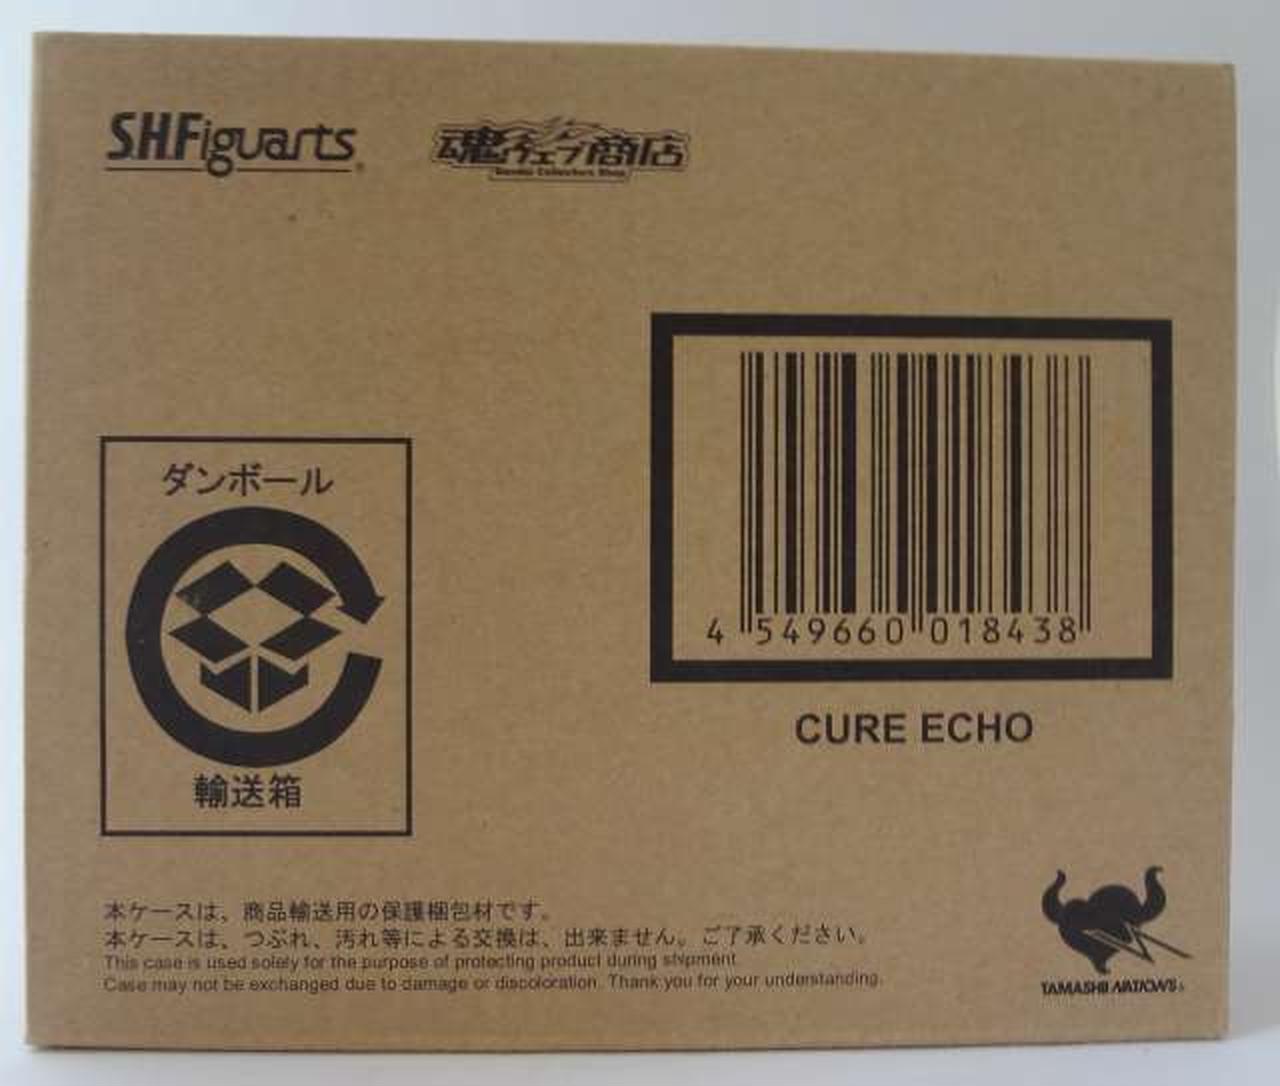 S.H.Figuarts
魂ウェブ商店
Bandai Collectors Shop
ダンボール
輸送箱
4 549660 018438
CURE ECHO
本ケースは、商品輸送用の保護梱包材です。
本ケースは、つぶれ、汚れ等による交換は、出来ません。ご了承ください。
This case is used solely for the purpose of protecting product during shipment
Case may not be exchanged due to damage or discoloration. Thank you for your understanding.
TAMASHII NATIONS